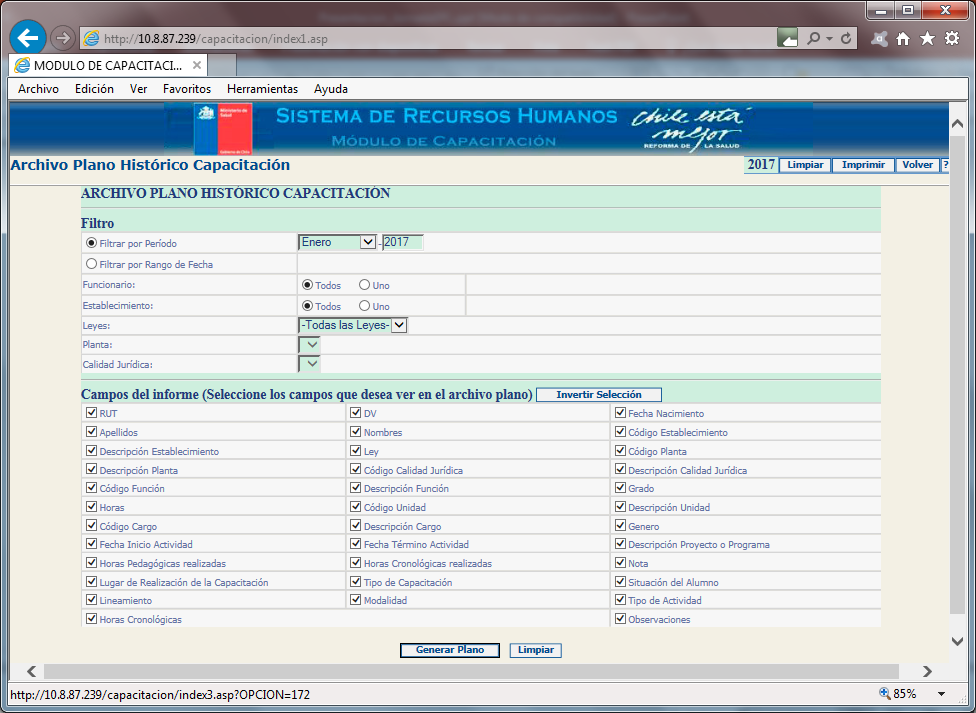 http://10.8.87.239/capacitacion/index1.asp
MODULO DE CAPACITACI...
Archivo Edición Ver Favoritos Herramientas Ayuda
Ministerio de Salud
Gobierno de Chile
SISTEMA DE RECURSOS HUMANOS
MÓDULO DE CAPACITACIÓN
chile está mejor
REFORMA DE LA SALUD
Archivo Plano Histórico Capacitación 2017 Limpiar Imprimir Volver ?
ARCHIVO PLANO HISTÓRICO CAPACITACIÓN
Filtro
Filtrar por Período Enero - 2017
Filtrar por Rango de Fecha
Funcionario: Todos Uno
Establecimiento: Todos Uno
Leyes: -Todas las Leyes-
Planta:
Calidad Jurídica:
Campos del informe (Seleccione los campos que desea ver en el archivo plano) Invertir Selección
RUT DV Fecha Nacimiento
Apellidos Nombres Código Establecimiento
Descripción Establecimiento Ley Código Planta
Descripción Planta Código Calidad Jurídica Descripción Calidad Jurídica
Código Función Descripción Función Grado
Horas Código Unidad Descripción Unidad
Código Cargo Descripción Cargo Genero
Fecha Inicio Actividad Fecha Término Actividad Descripción Proyecto o Programa
Horas Pedagógicas realizadas Horas Cronológicas realizadas Nota
Lugar de Realización de la Capacitación Tipo de Capacitación Situación del Alumno
Lineamiento Modalidad Tipo de Actividad
Horas Cronológicas Observaciones
Generar Plano Limpiar
http://10.8.87.239/capacitacion/index3.asp?OPCION=172 85%